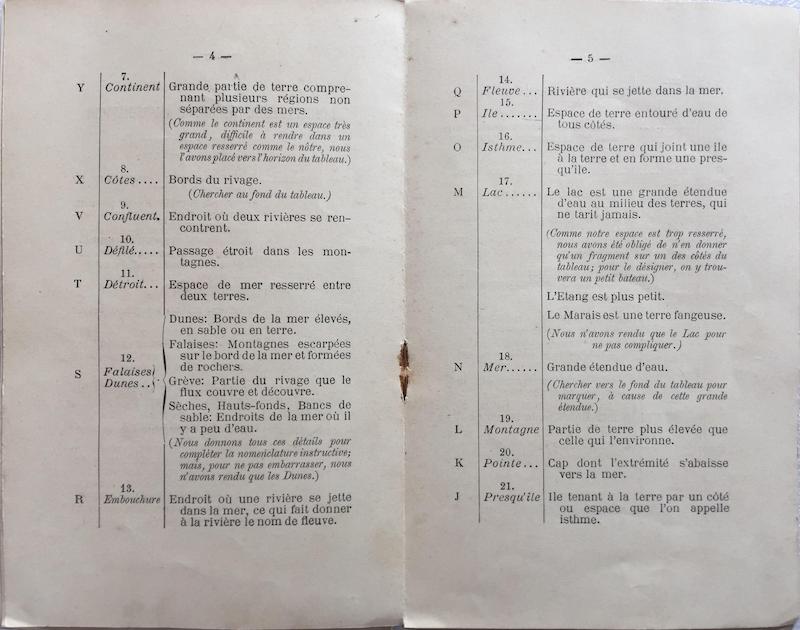 — 4 —
7.
Y Continent Grande partie de terre compre-
nant plusieurs régions non
séparées par des mers.
(Comme le continent est un espace très
grand, difficile à rendre dans un
espace resserré comme le nôtre, nous
l'avons placé vers l'horizon du tableau.)
8.
X Côtes .... Bords du rivage.
(Chercher au fond du tableau.)
9.
V Confluent. Endroit où deux rivières se ren-
contrent.
10.
U Défilé..... Passage étroit dans les mon-
tagnes.
11.
T Détroit... Espace de mer resserré entre
deux terres.
Dunes: Bords de la mer élevés,
en sable ou en terre.
Falaises: Montagnes escarpées
sur le bord de la mer et formées
de rochers.
12.
S Falaises
Dunes .. Grève: Partie du rivage que le
flux couvre et découvre.
Sèches, Hauts-fonds, Bancs de
sable: Endroits de la mer où il
y a peu d'eau.
(Nous donnons tous ces détails pour
compléter la nomenclature instructive;
mais, pour ne pas embarrasser, nous
n'avons rendu que les Dunes.)
13.
R Embouchure Endroit où une rivière se jette
dans la mer, ce qui fait donner
à la rivière le nom de fleuve.
— 5 —
14.
Q Fleuve... Rivière qui se jette dans la mer.
15.
P Ile....... Espace de terre entouré d'eau de
tous côtés.
16.
O Isthme... Espace de terre qui joint une ile
à la terre et en forme une pres-
qu'ile.
17.
M Lac...... Le lac est une grande étendue
d'eau au milieu des terres, qui
ne tarit jamais.
(Comme notre espace est trop resserré,
nous avons été obligé de n'en donner
qu'un fragment sur un des côtés du
tableau; pour le désigner, on y trou-
vera un petit bateau.)
L'Etang est plus petit.
Le Marais est une terre fangeuse.
(Nous n'avons rendu que le Lac pour
ne pas compliquer.)
18.
N Mer...... Grande étendue d'eau.
(Chercher vers le fond du tableau pour
marquer, à cause de cette grande
étendue.)
19.
L Montagne Partie de terre plus élevée que
celle qui l'environne.
20.
K Pointe... Cap dont l'extrémité s'abaisse
vers la mer.
21.
J Presqu'ile Ile tenant à la terre par un côté
ou espace que l'on appelle
isthme.